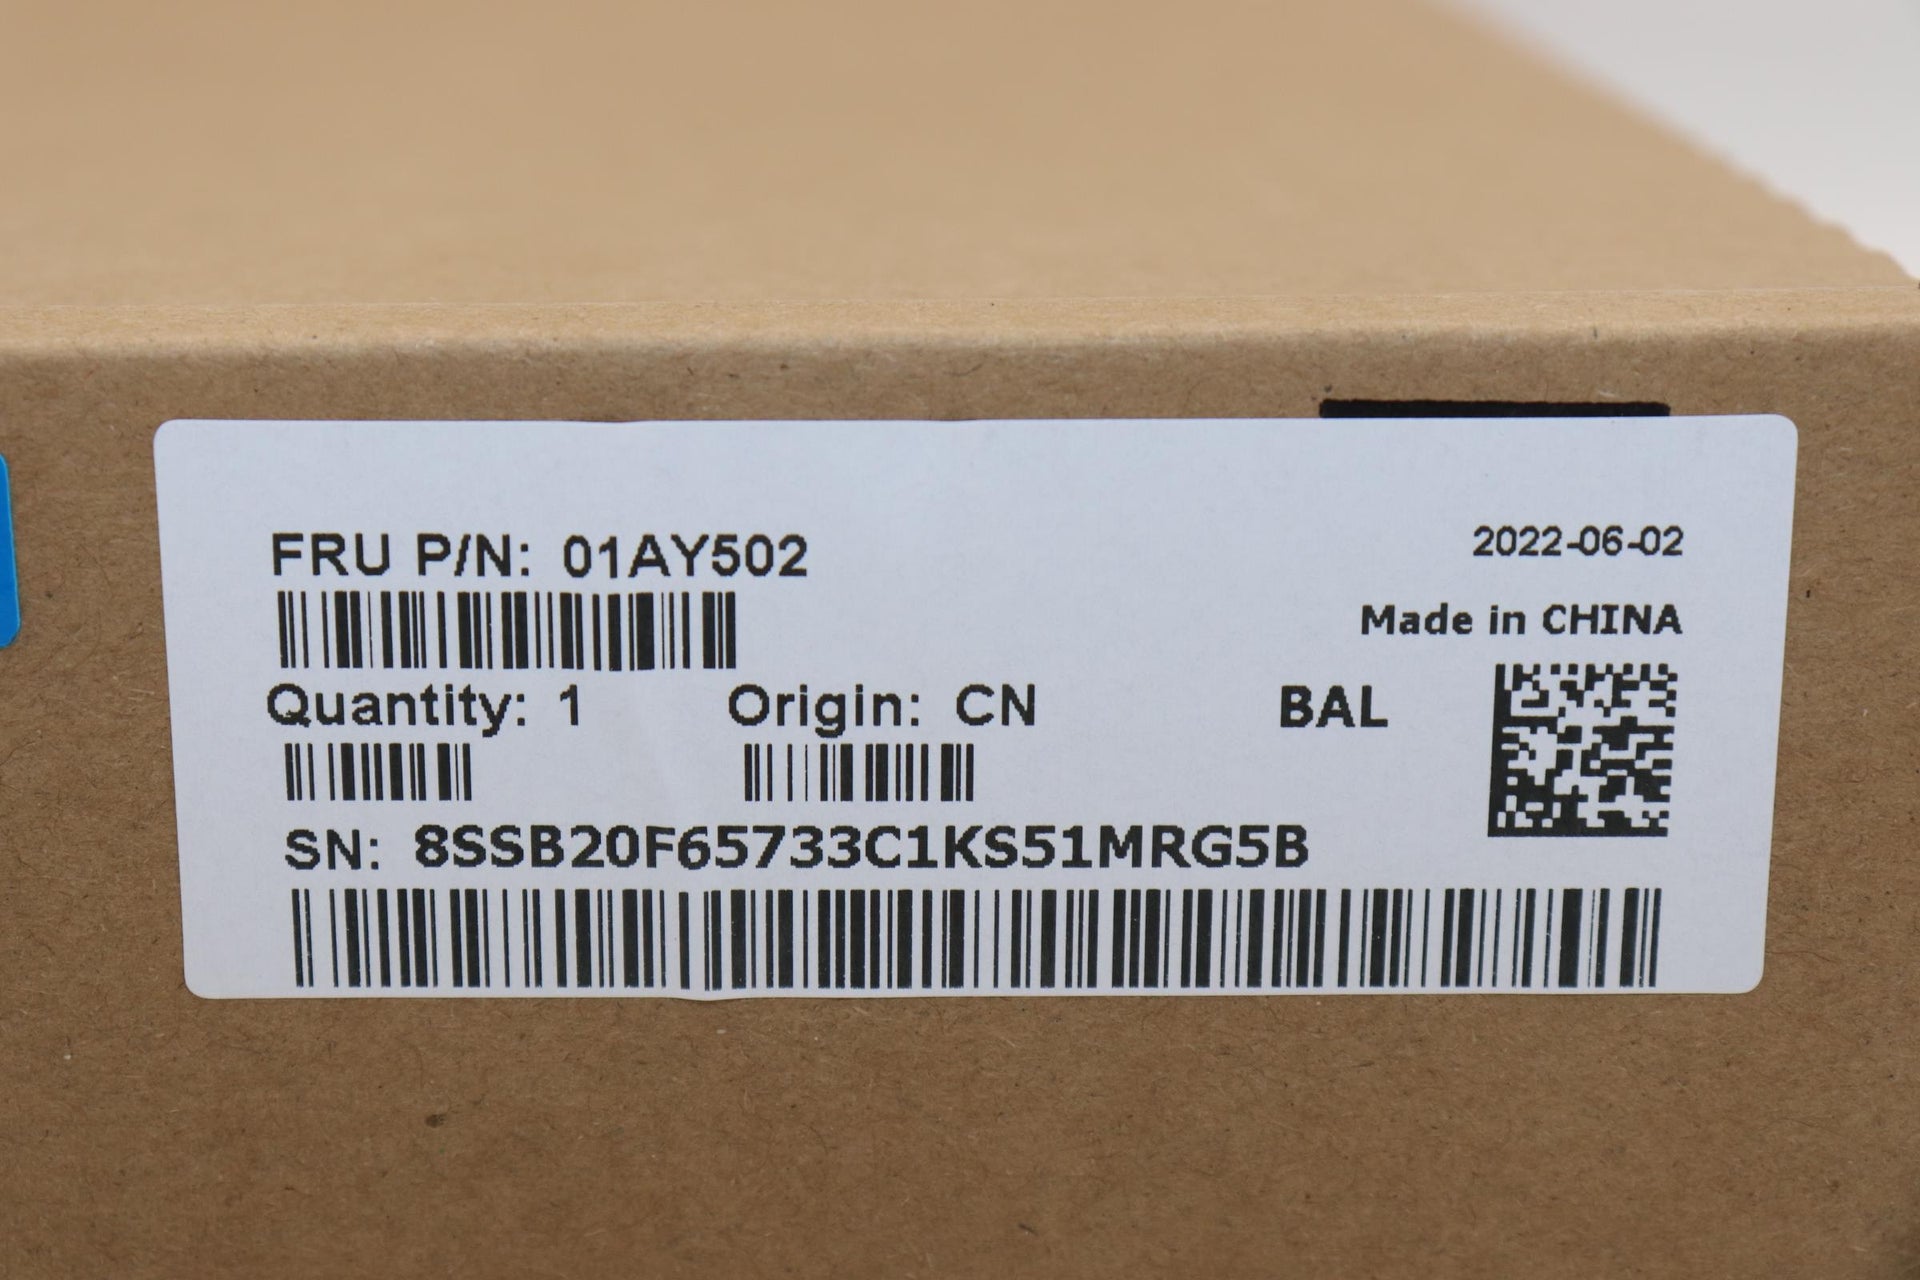 FRU P/N: 01AY502
2022-06-02
Made in CHINA
Quantity: 1 Origin: CN BAL
SN: 8SSB20F65733C1KS51MRG5B